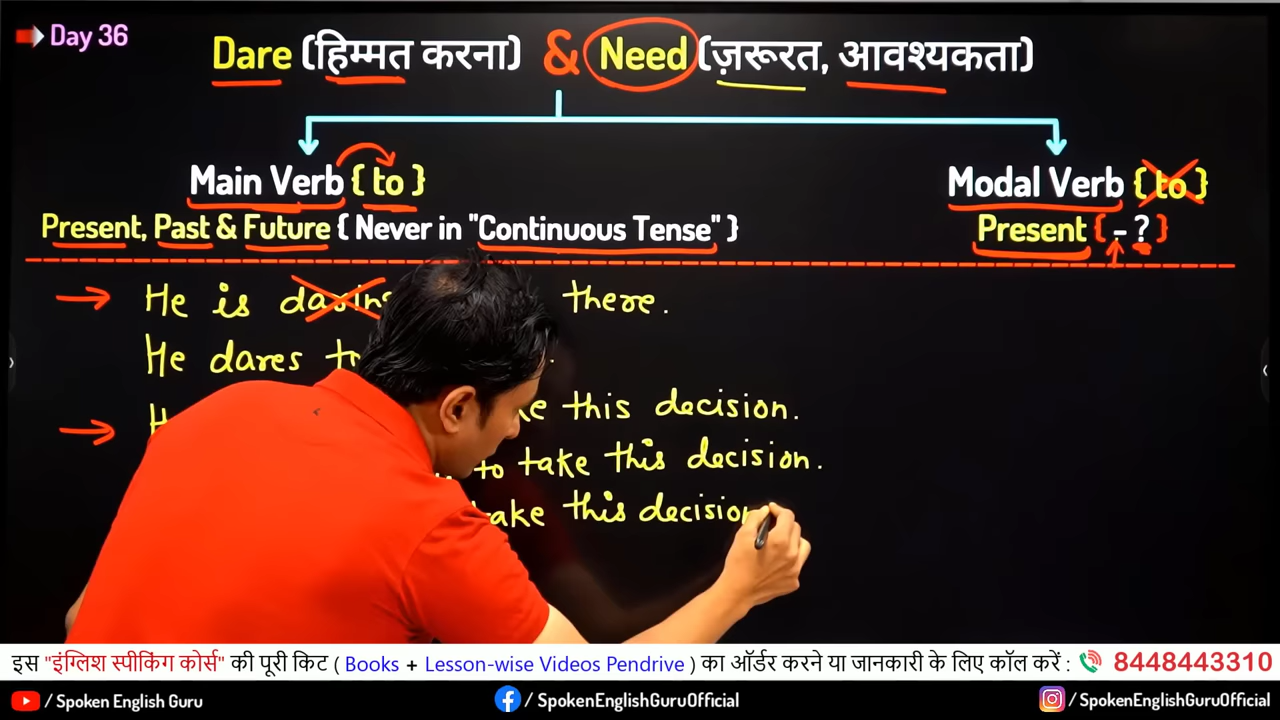 Day 36
Dare (हिम्मत करना) & Need (ज़रूरत, आवश्यकता)
Main Verb { to }
Modal Verb { to }
Present, Past & Future { Never in "Continuous Tense" }
Present { - ? }
→ He is there.
He dares
→ this decision.
to take this decision.
take this decision
इस "इंग्लिश स्पीकिंग कोर्स" की पूरी किट ( Books + Lesson-wise Videos Pendrive ) का ऑर्डर करने या जानकारी के लिए कॉल करें : 8448443310
/ Spoken English Guru
/ SpokenEnglishGuruOfficial
/ SpokenEnglishGuruOfficial